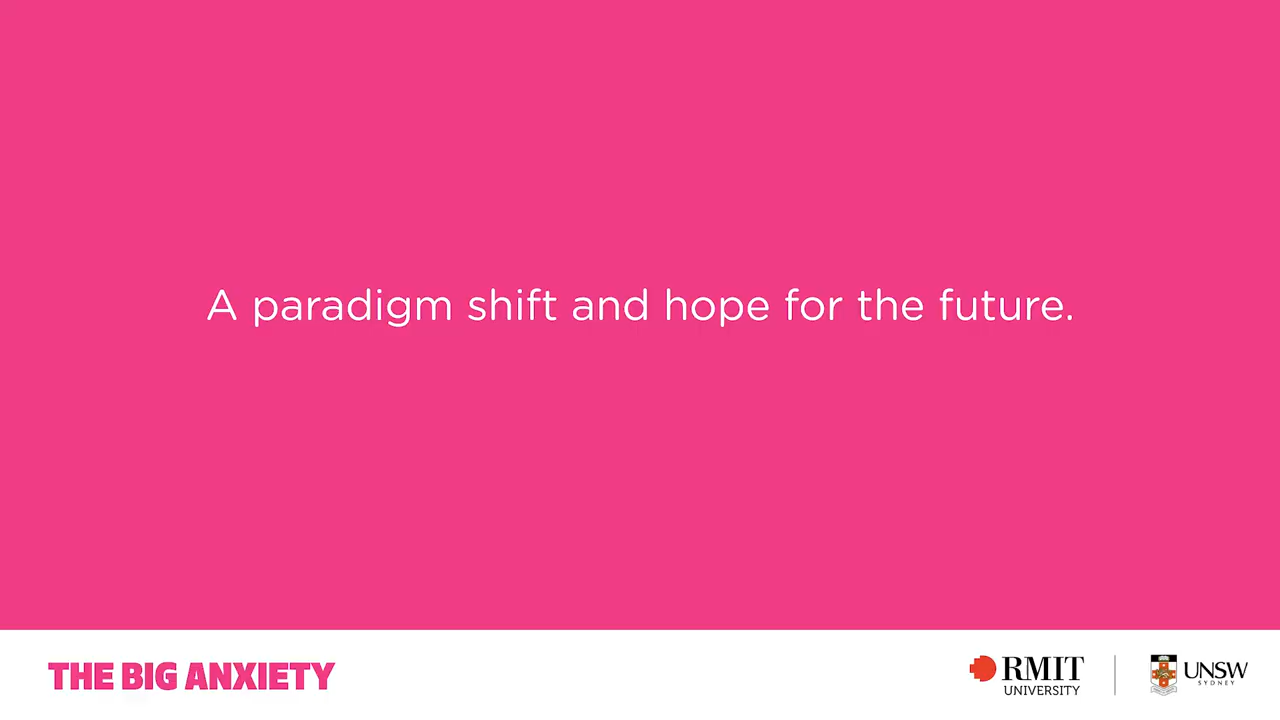 A paradigm shift and hope for the future.
THE BIG ANXIETY
RMIT
UNIVERSITY
UNSW
SYDNEY